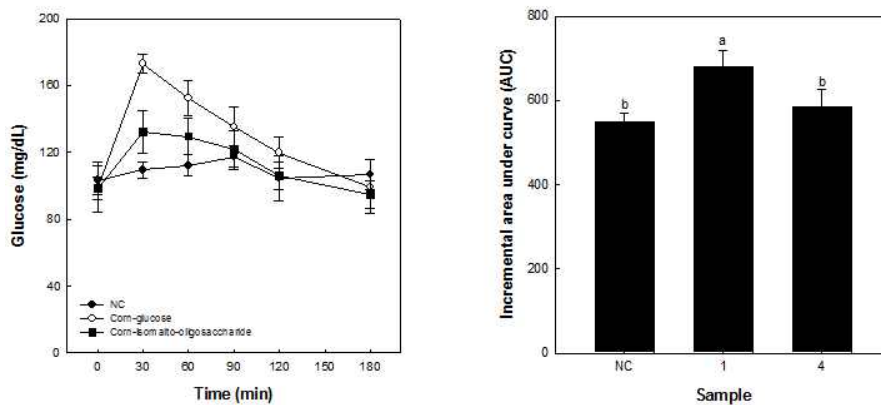 200
160
120
80
40
0
Glucose (mg/dL)
NC
Corn-glucose
Corn-isomalto-oligosaccharide
0 30 60 90 120 150 180
Time (min)
800
600
400
200
0
Incremental area under curve (AUC)
b
a
b
NC 1 4
Sample